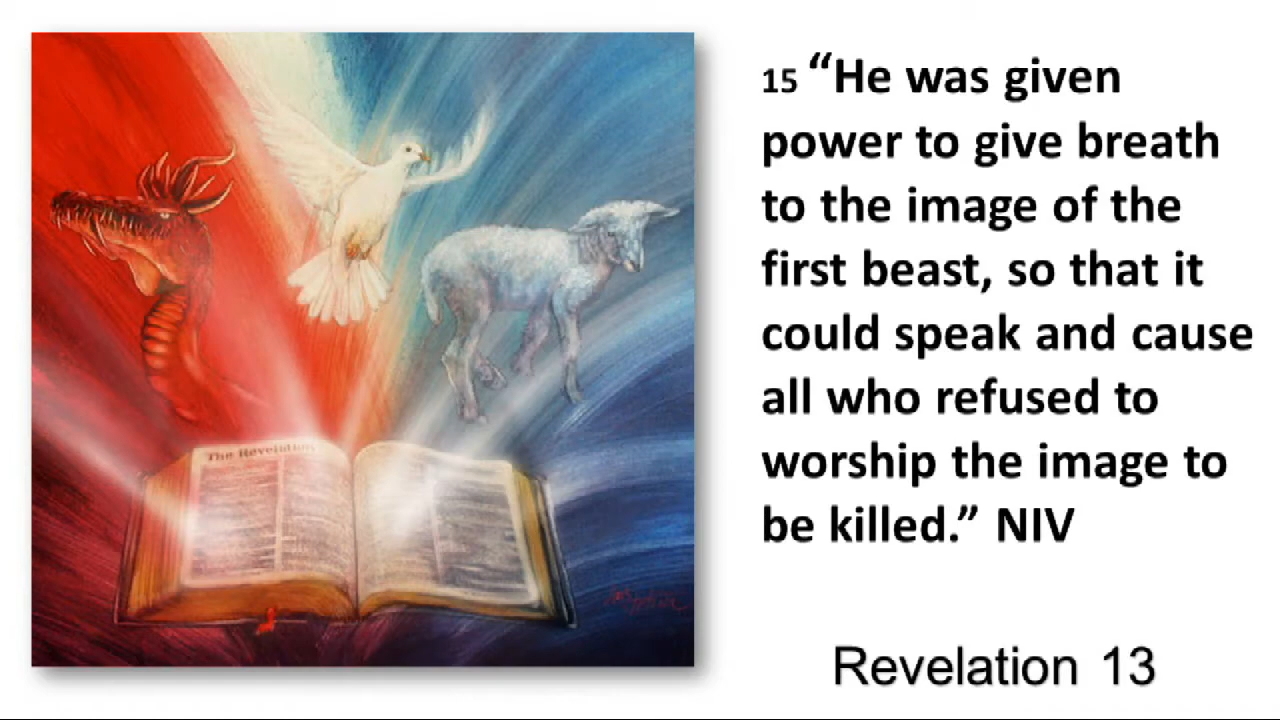 The Revelation
15 “He was given
power to give breath
to the image of the
first beast, so that it
could speak and cause
all who refused to
worship the image to
be killed.” NIV
Revelation 13